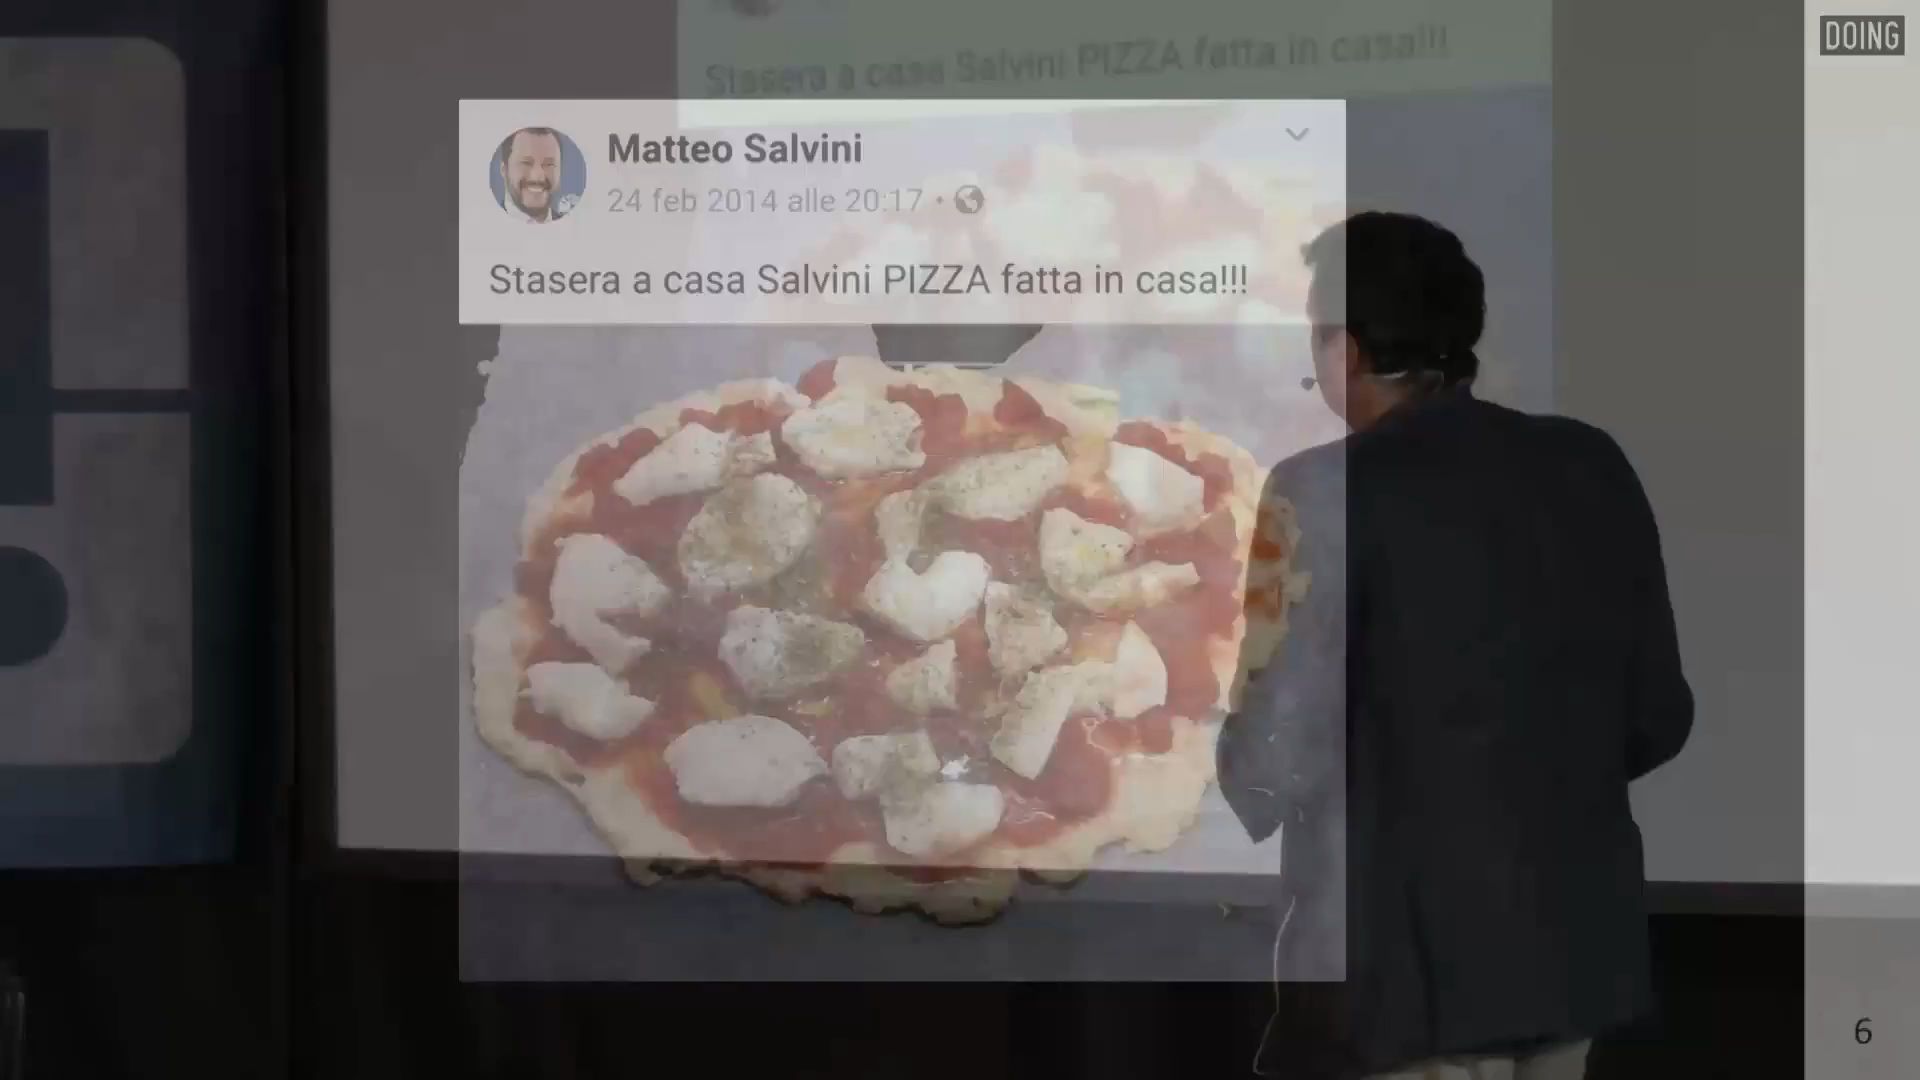 DOING
Stasera a casa Salvini PIZZA fatta in casa!!!
Matteo Salvini
24 feb 2014 alle 20:17 •
Stasera a casa Salvini PIZZA fatta in casa!!!
6